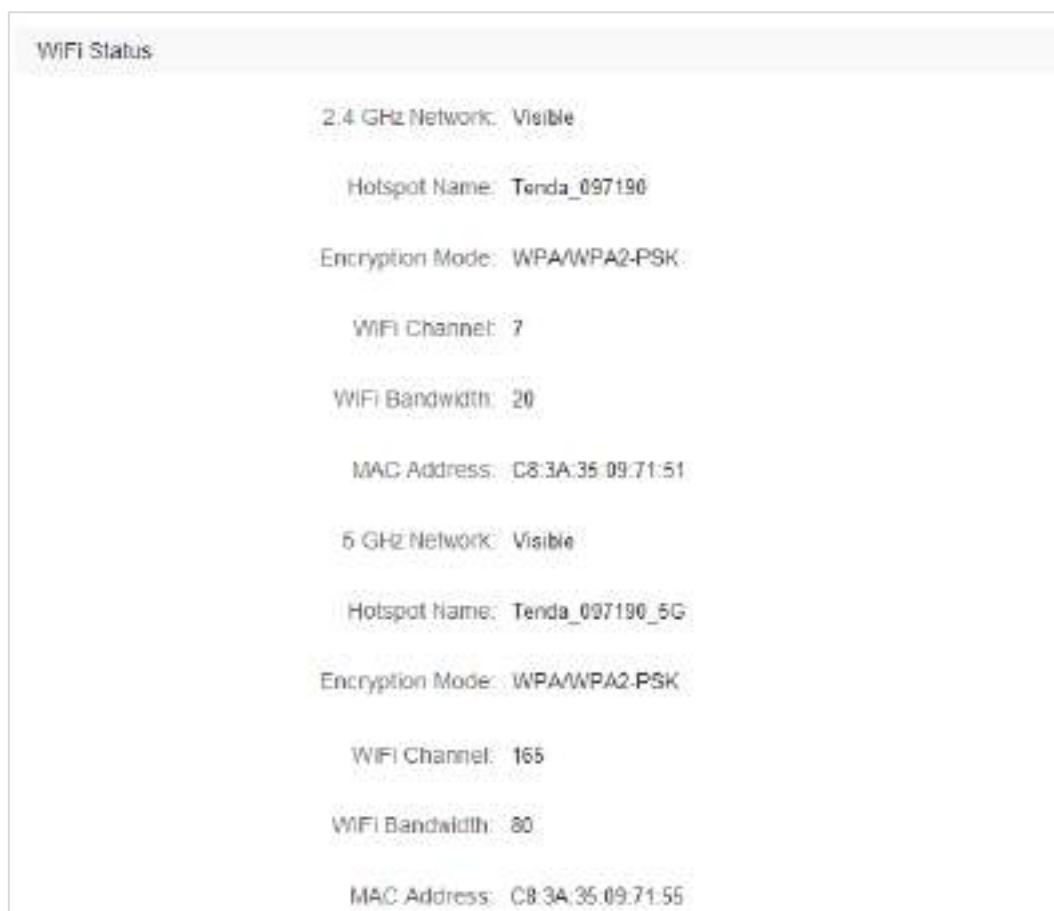 WiFi Status
2.4 GHz Network: Visible
Hotspot Name: Tenda_097190
Encryption Mode: WPA/WPA2-PSK
WiFi Channel: 7
WiFi Bandwidth: 20
MAC Address: C8:3A:35:09:71:51
5 GHz Network: Visible
Hotspot Name: Tenda_097190_5G
Encryption Mode: WPA/WPA2-PSK
WiFi Channel: 165
WiFi Bandwidth: 80
MAC Address: C8:3A:35:09:71:55